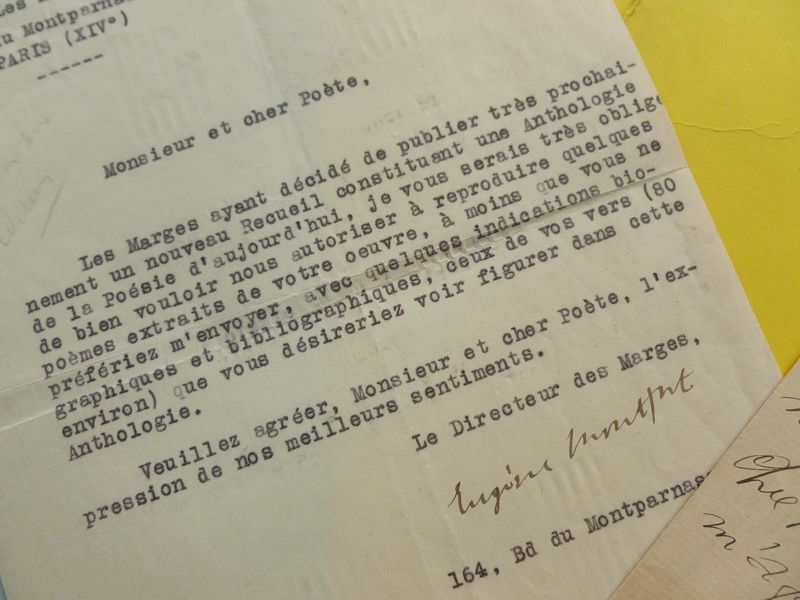 Les
du Montparnas
PARIS (XIVe)
------
Monsieur et cher Poète,
Les Marges ayant décidé de publier très prochai-
nement un nouveau Recueil constituant une Anthologie
de la Poésie d'aujourd'hui, je vous serais très oblige
de bien vouloir nous autoriser à reproduire quelques
poèmes extraits de votre oeuvre, à moins que vous ne
préfériez m'envoyer, avec quelques indications bio-
graphiques et bibliographiques, ceux de vos vers (80
environ) que vous désireriez voir figurer dans cette
Anthologie.
Veuillez agréer, Monsieur et cher Poète, l'ex-
pression de nos meilleurs sentiments.
Le Directeur des Marges,
Eugène Montfort
164, Bd du Montparnas